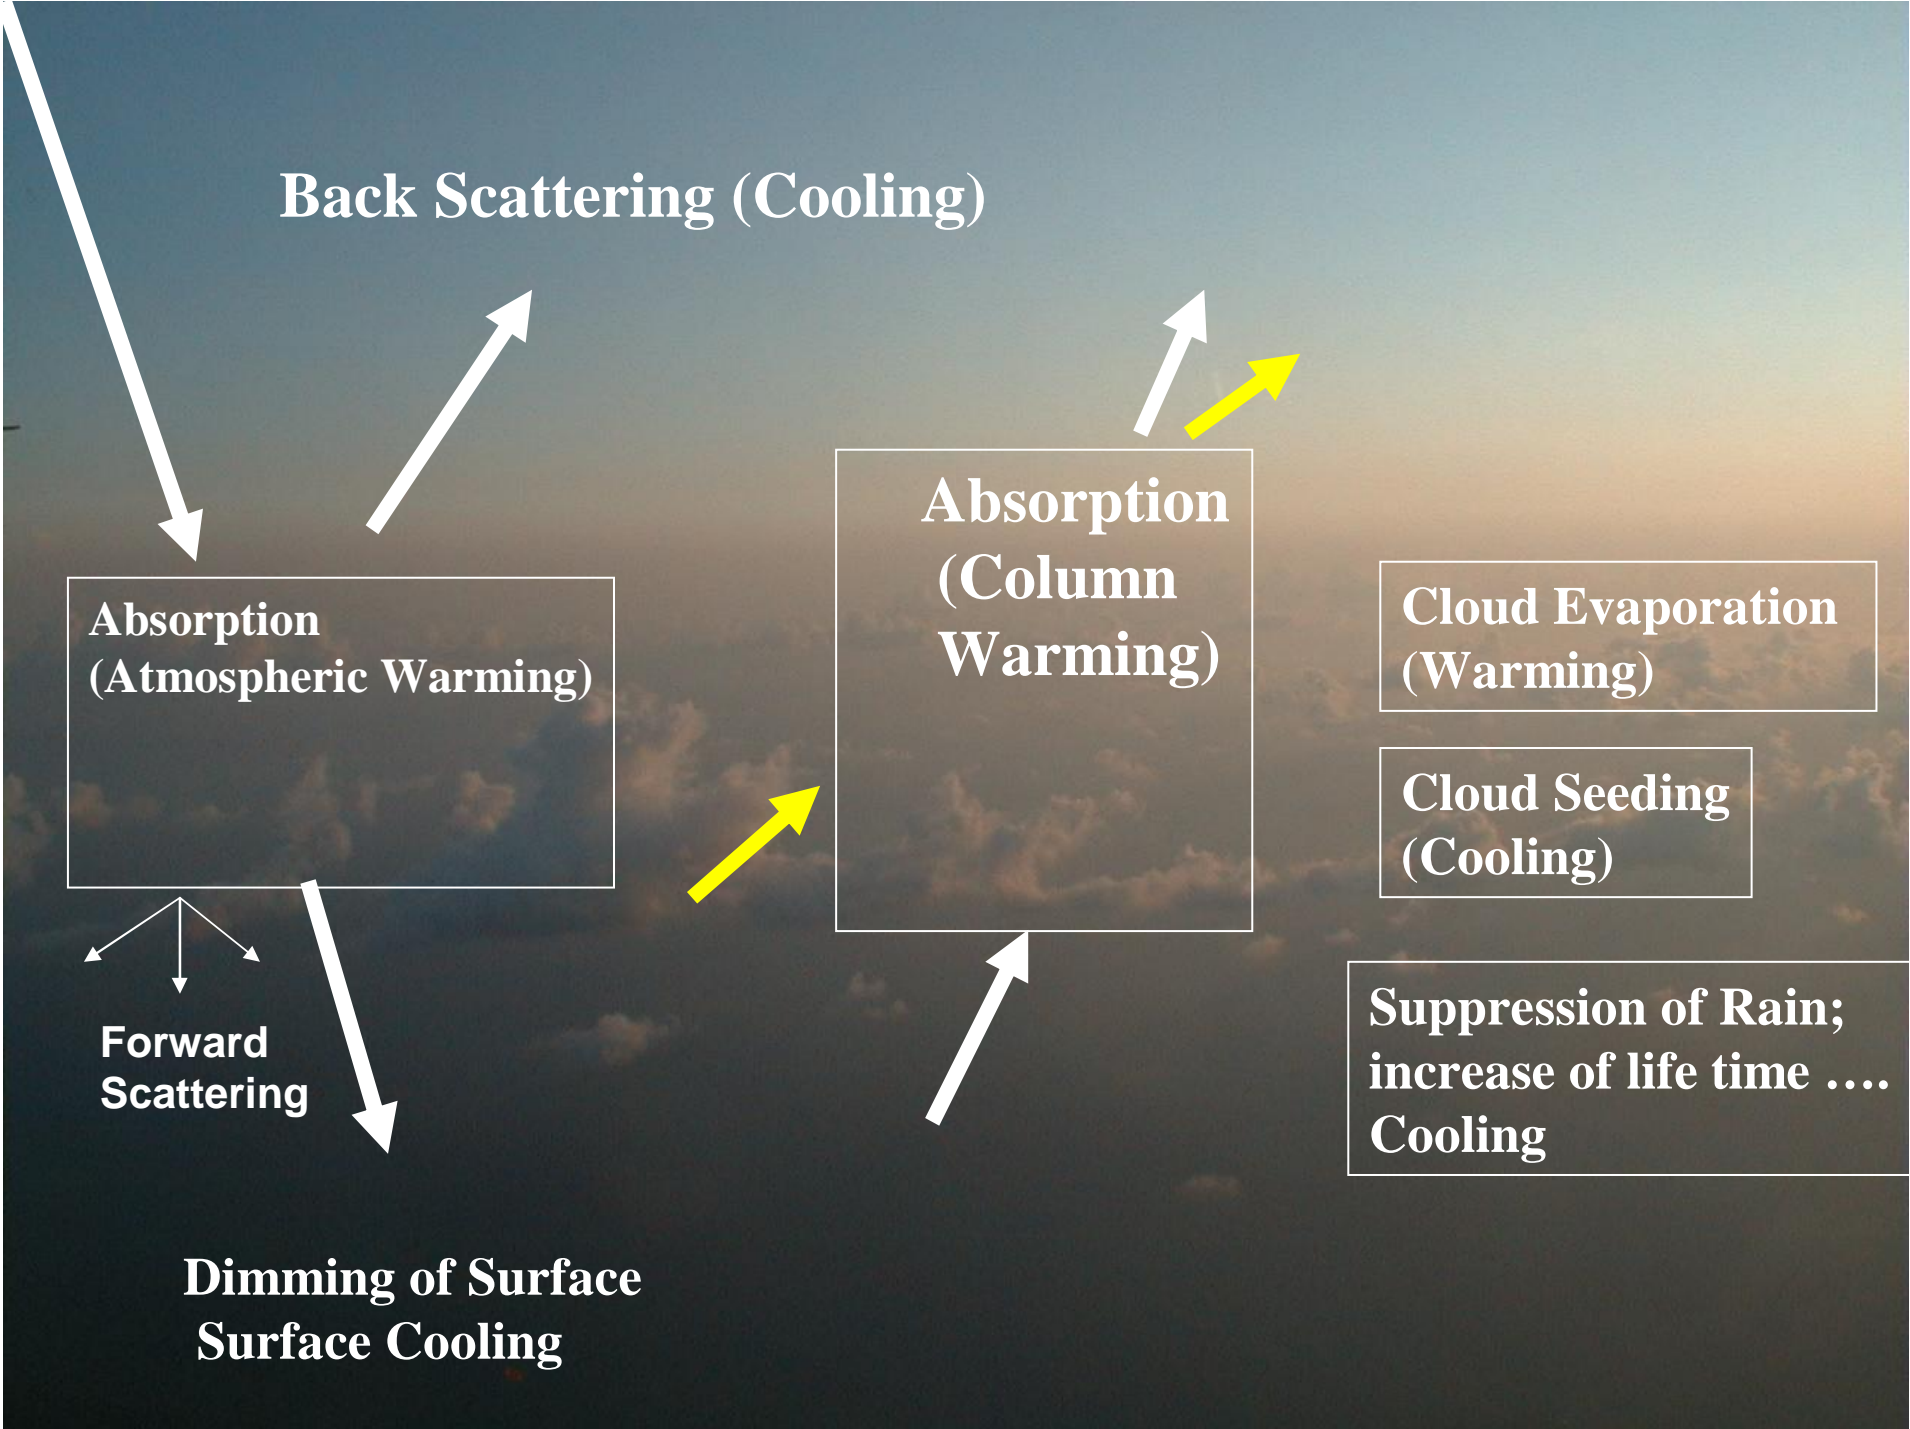 Back Scattering (Cooling)
Absorption
(Atmospheric Warming)
Forward
Scattering
Dimming of Surface
Surface Cooling
Absorption
(Column
Warming)
Cloud Evaporation
(Warming)
Cloud Seeding
(Cooling)
Suppression of Rain;
increase of life time ....
Cooling